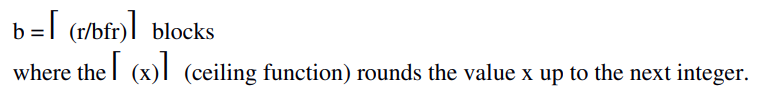 b = ⌈ (r/bfr)⌉ blocks
where the ⌈ (x)⌉ (ceiling function) rounds the value x up to the next integer.